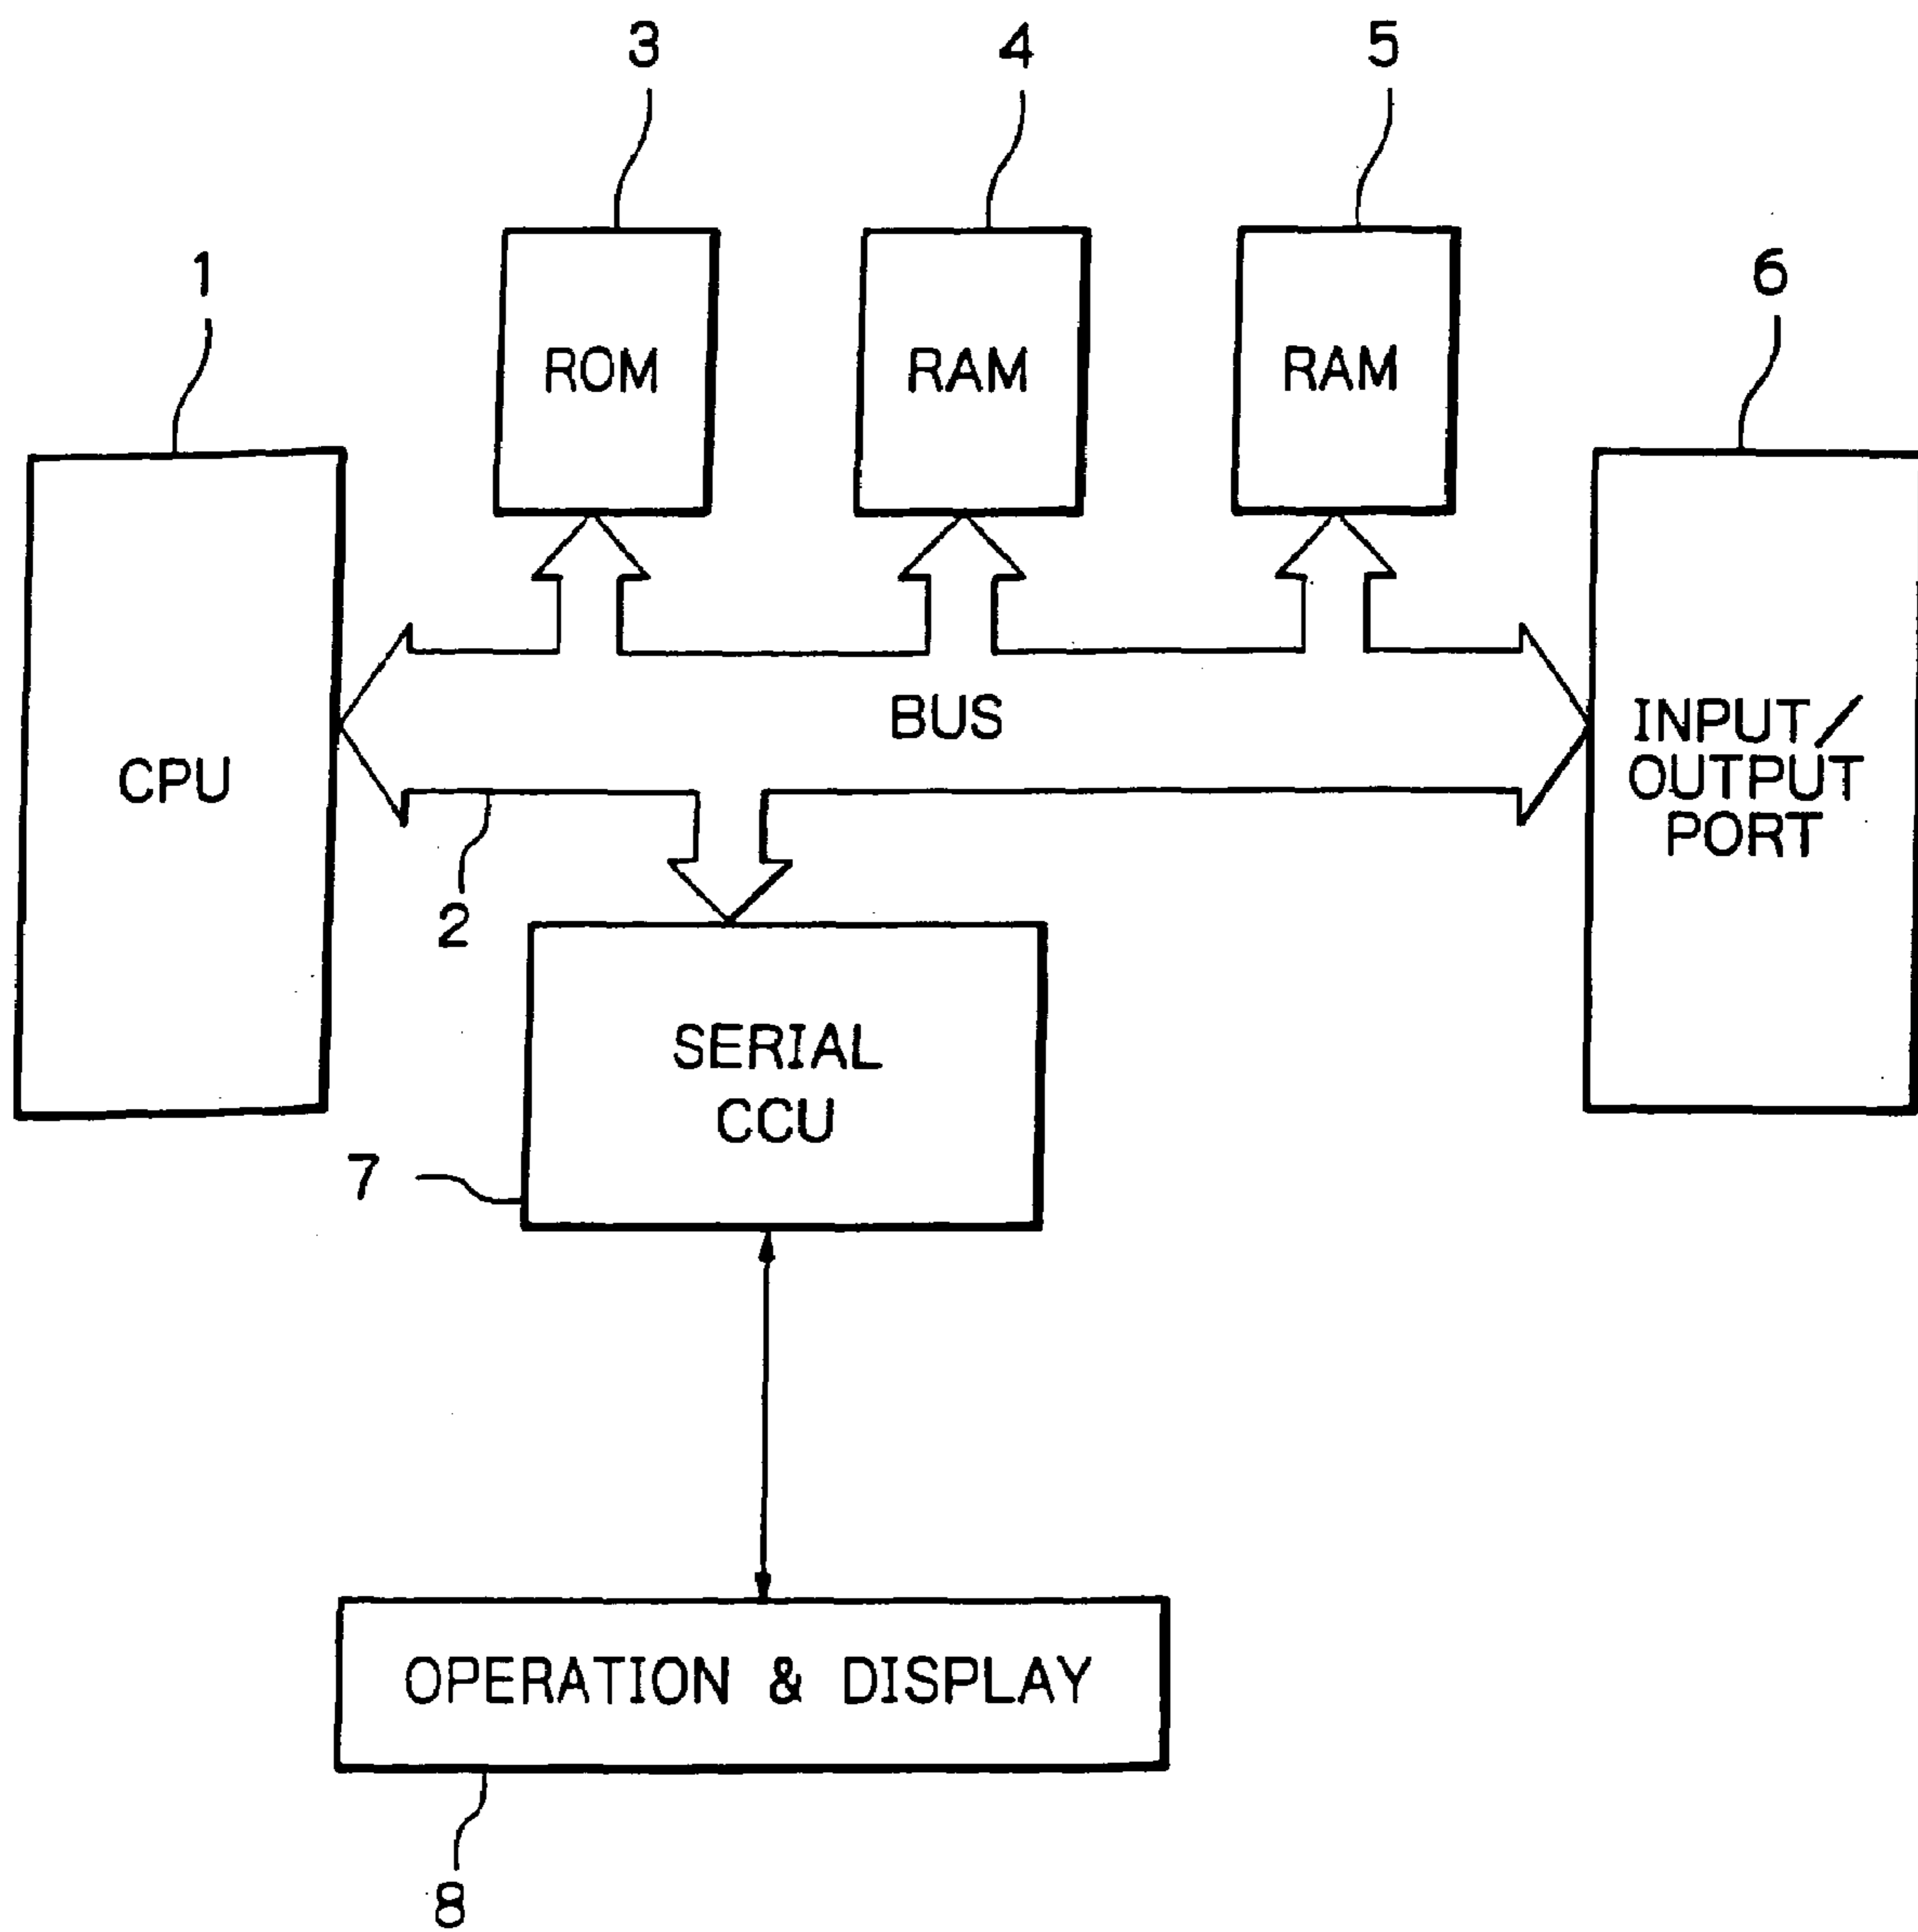 3
4
5
1
6
ROM
RAM
RAM
BUS
CPU
INPUT/
OUTPUT
PORT
2
SERIAL
CCU
7
OPERATION & DISPLAY
8